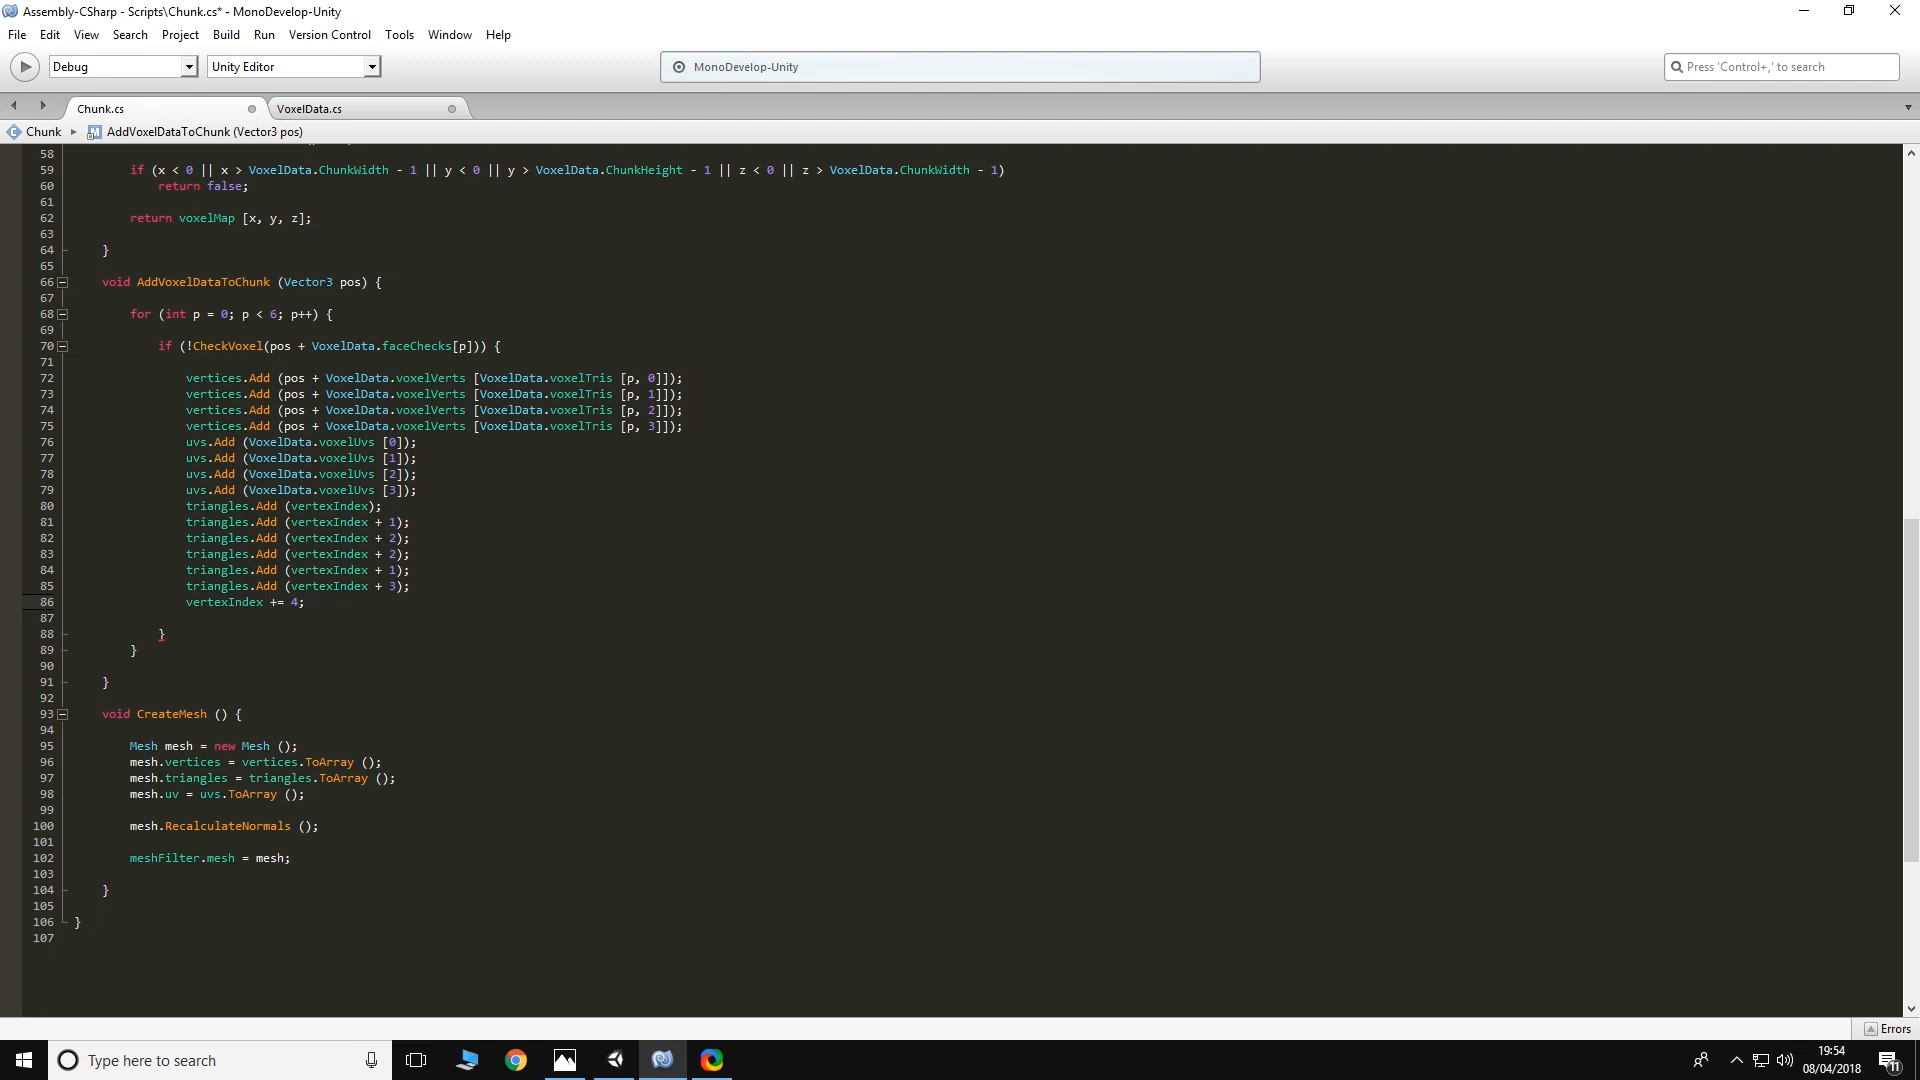 Assembly-CSharp - Scripts\Chunk.cs* - MonoDevelop-Unity
File Edit View Search Project Build Run Version Control Tools Window Help
Debug Unity Editor MonoDevelop-Unity Press 'Control+,' to search
Chunk.cs VoxelData.cs
Chunk AddVoxelDataToChunk (Vector3 pos)
58
59 if (x < 0 || x > VoxelData.ChunkWidth - 1 || y < 0 || y > VoxelData.ChunkHeight - 1 || z < 0 || z > VoxelData.ChunkWidth - 1)
60 return false;
61
62 return voxelMap [x, y, z];
63
64 }
65
66 void AddVoxelDataToChunk (Vector3 pos) {
67
68 for (int p = 0; p < 6; p++) {
69
70 if (!CheckVoxel(pos + VoxelData.faceChecks[p])) {
71
72 vertices.Add (pos + VoxelData.voxelVerts [VoxelData.voxelTris [p, 0]]);
73 vertices.Add (pos + VoxelData.voxelVerts [VoxelData.voxelTris [p, 1]]);
74 vertices.Add (pos + VoxelData.voxelVerts [VoxelData.voxelTris [p, 2]]);
75 vertices.Add (pos + VoxelData.voxelVerts [VoxelData.voxelTris [p, 3]]);
76 uvs.Add (VoxelData.voxelUvs [0]);
77 uvs.Add (VoxelData.voxelUvs [1]);
78 uvs.Add (VoxelData.voxelUvs [2]);
79 uvs.Add (VoxelData.voxelUvs [3]);
80 triangles.Add (vertexIndex);
81 triangles.Add (vertexIndex + 1);
82 triangles.Add (vertexIndex + 2);
83 triangles.Add (vertexIndex + 2);
84 triangles.Add (vertexIndex + 1);
85 triangles.Add (vertexIndex + 3);
86 vertexIndex += 4;
87
88 }
89 }
90
91 }
92
93 void CreateMesh () {
94
95 Mesh mesh = new Mesh ();
96 mesh.vertices = vertices.ToArray ();
97 mesh.triangles = triangles.ToArray ();
98 mesh.uv = uvs.ToArray ();
99
100 mesh.RecalculateNormals ();
101
102 meshFilter.mesh = mesh;
103
104 }
105
106 }
107
Errors
Type here to search
19:54
08/04/2018
11